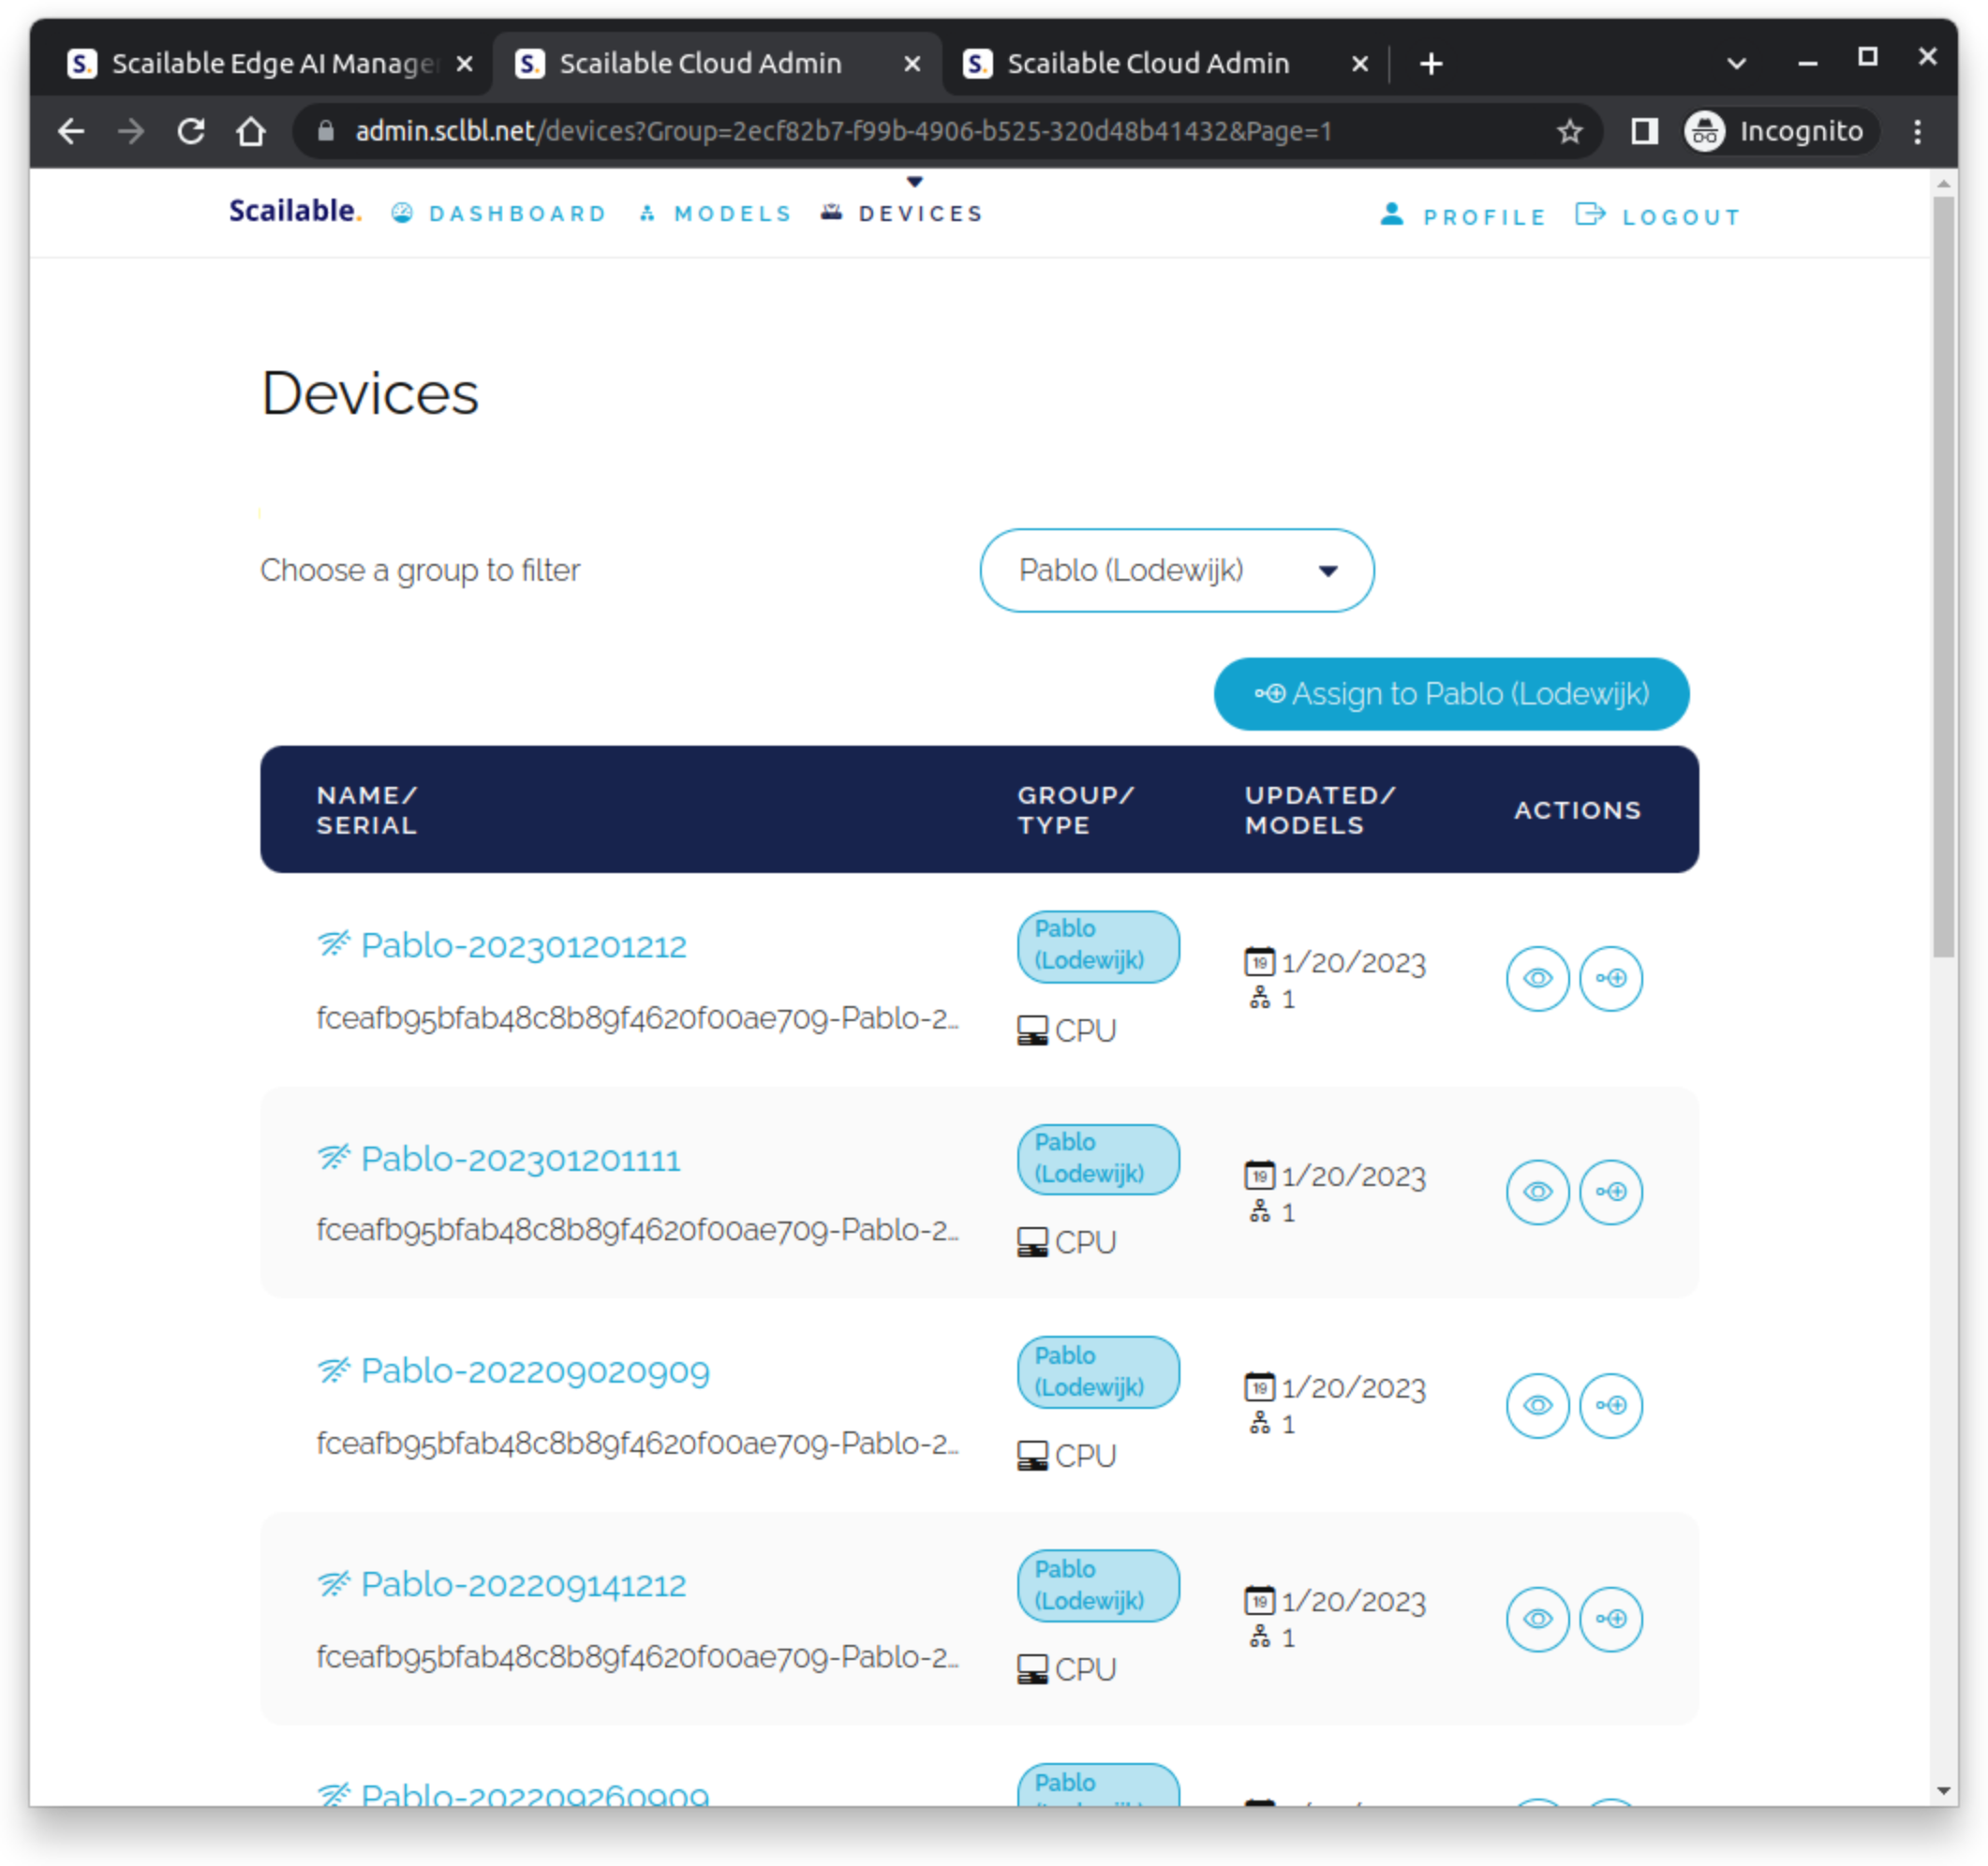 Scailable Edge AI Manage
Scailable Cloud Admin
Scailable Cloud Admin
admin.sclbl.net/devices?Group=2ecf82b7-f99b-4906-b525-320d48b41432&Page=1
Incognito
Scailable. DASHBOARD MODELS DEVICES PROFILE LOGOUT
Devices
Choose a group to filter
Pablo (Lodewijk)
Assign to Pablo (Lodewijk)
NAME/
SERIAL
GROUP/
TYPE
UPDATED/
MODELS
ACTIONS
Pablo-202301201212
fceafb95bfab48c8b89f4620f00ae709-Pablo-2...
Pablo
(Lodewijk)
CPU
19 1/20/2023
1
Pablo-202301201111
fceafb95bfab48c8b89f4620f00ae709-Pablo-2...
Pablo
(Lodewijk)
CPU
19 1/20/2023
1
Pablo-202209020909
fceafb95bfab48c8b89f4620f00ae709-Pablo-2...
Pablo
(Lodewijk)
CPU
19 1/20/2023
1
Pablo-202209141212
fceafb95bfab48c8b89f4620f00ae709-Pablo-2...
Pablo
(Lodewijk)
CPU
19 1/20/2023
1
Pablo-202209260909
Pablo